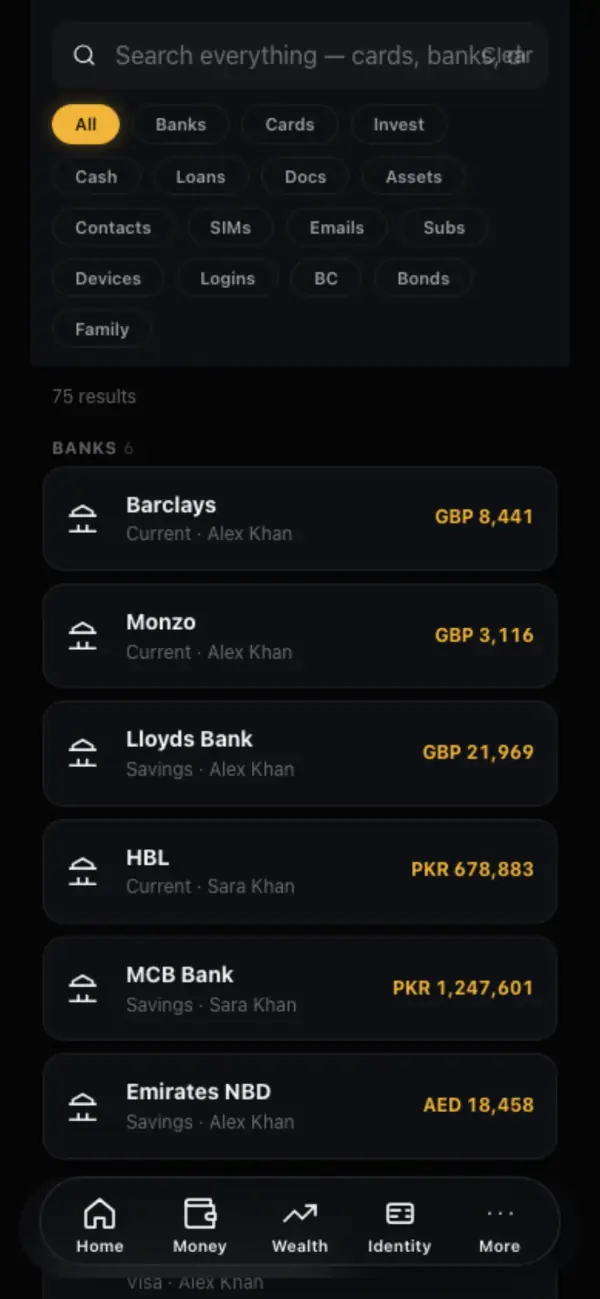 Search everything — cards, banks, Clear
All Banks Cards Invest
Cash Loans Docs Assets
Contacts SIMs Emails Subs
Devices Logins BC Bonds
Family
75 results
BANKS 6
Barclays
Current · Alex Khan
GBP 8,441
Monzo
Current · Alex Khan
GBP 3,116
Lloyds Bank
Savings · Alex Khan
GBP 21,969
HBL
Current · Sara Khan
PKR 678,883
MCB Bank
Savings · Sara Khan
PKR 1,247,601
Emirates NBD
Savings · Alex Khan
AED 18,458
Home Money Wealth Identity More
Visa · Alex Khan